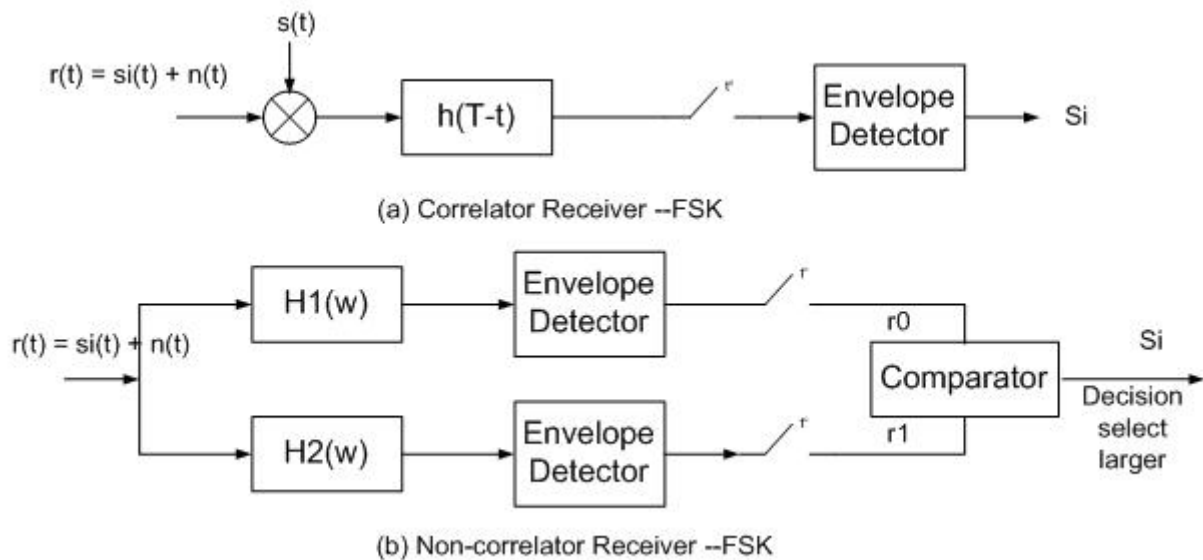 s(t)
r(t) = si(t) + n(t)
h(T-t)
Envelope
Detector
Si
(a) Correlator Receiver --FSK
H1(w)
Envelope
Detector
r0
r(t) = si(t) + n(t)
Comparator
Si
Decision
select
larger
r1
H2(w)
Envelope
Detector
(b) Non-correlator Receiver --FSK